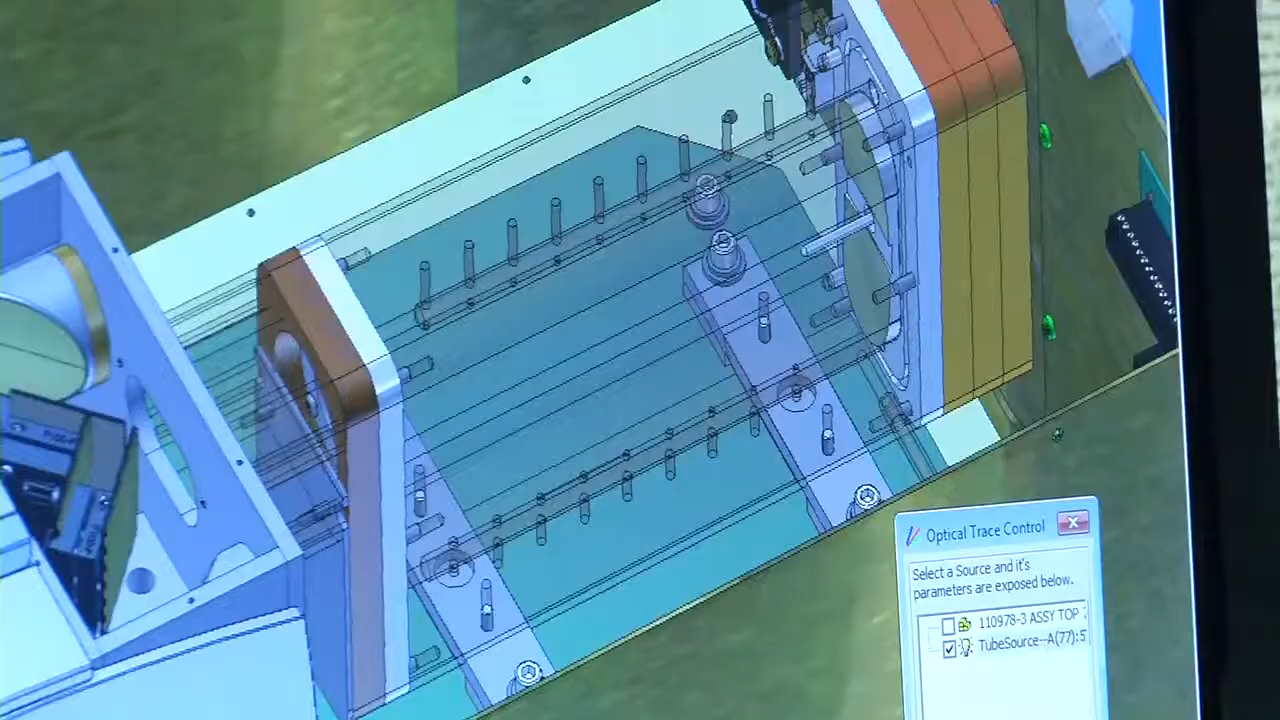 Optical Trace Control
Select a Source and it's
parameters are exposed below.
110978-3 ASSY TOP
TubeSource--A(77):5